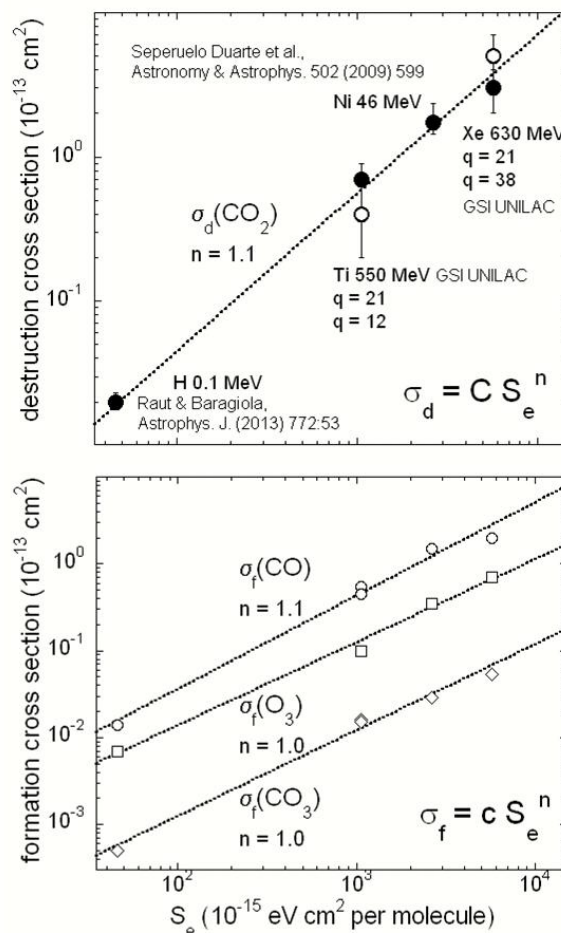 Seperuelo Duarte et al.,
Astronomy & Astrophys. 502 (2009) 599
Ni 46 MeV
Xe 630 MeV
q = 21
q = 38
GSI UNILAC
σd(CO2)
n = 1.1
Ti 550 MeV GSI UNILAC
q = 21
q = 12
H 0.1 MeV
Raut & Baragiola,
Astrophys. J. (2013) 772:53
σd = C Se^n
destruction cross section (10^-13 cm^2)
10^0
10^-1
σf(CO)
n = 1.1
σf(O3)
n = 1.0
σf(CO3)
n = 1.0
σf = c Se^n
formation cross section (10^-13 cm^2)
10^0
10^-1
10^-2
10^-3
10^2
10^3
10^4
Se (10^-15 eV cm^2 per molecule)